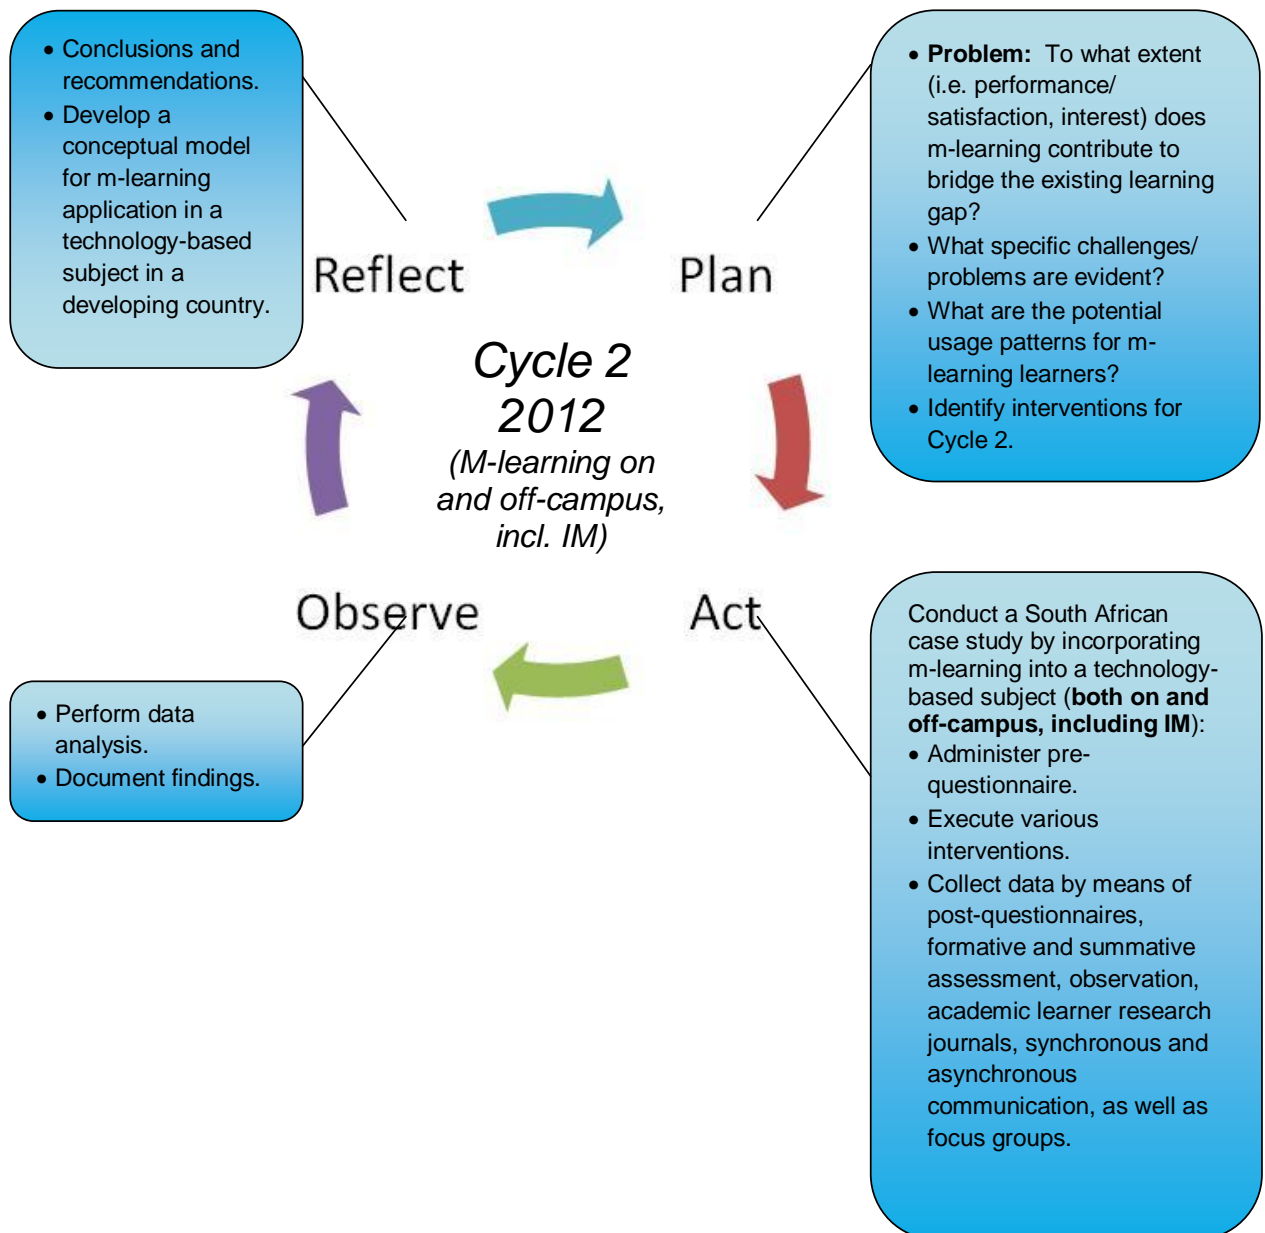 • Conclusions and
recommendations.
• Develop a
conceptual model
for m-learning
application in a
technology-based
subject in a
developing country.
• Problem: To what extent
(i.e. performance/
satisfaction, interest) does
m-learning contribute to
bridge the existing learning
gap?
• What specific challenges/
problems are evident?
• What are the potential
usage patterns for m-
learning learners?
• Identify interventions for
Cycle 2.
Reflect
Plan
Cycle 2
2012
(M-learning on
and off-campus,
incl. IM)
Observe
Act
• Perform data
analysis.
• Document findings.
Conduct a South African
case study by incorporating
m-learning into a technology-
based subject (both on and
off-campus, including IM):
• Administer pre-
questionnaire.
• Execute various
interventions.
• Collect data by means of
post-questionnaires,
formative and summative
assessment, observation,
academic learner research
journals, synchronous and
asynchronous
communication, as well as
focus groups.